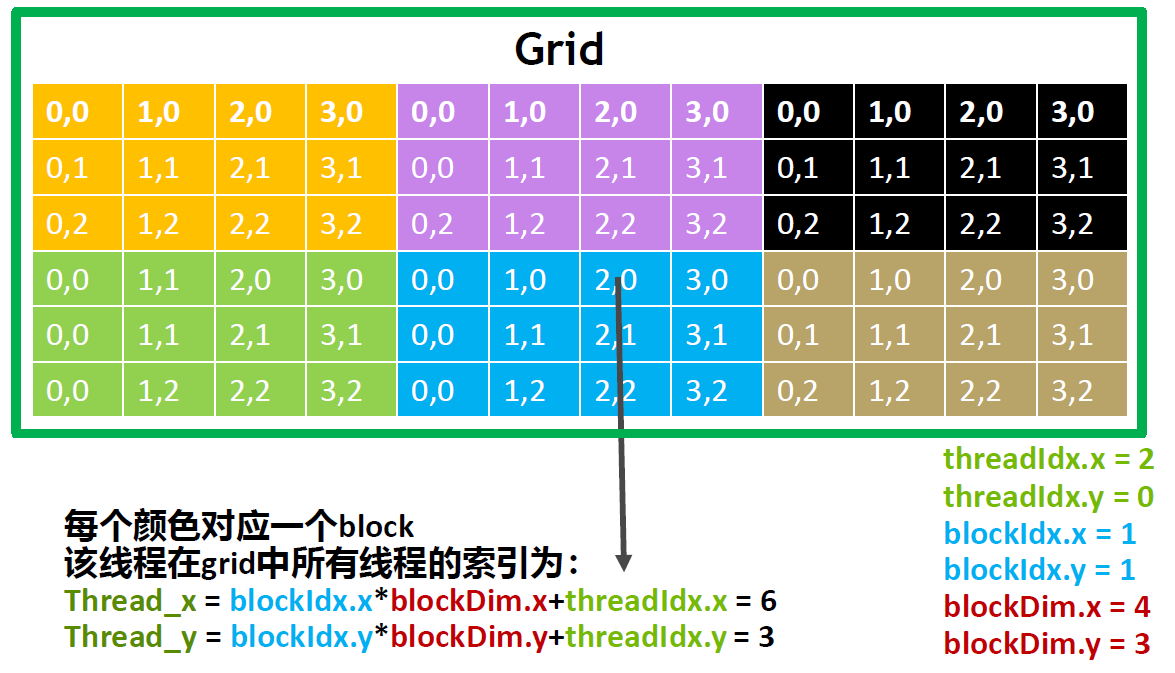 Grid
0,0 1,0 2,0 3,0 0,0 1,0 2,0 3,0 0,0 1,0 2,0 3,0
0,1 1,1 2,1 3,1 0,0 1,1 2,1 3,1 0,1 1,1 2,1 3,1
0,2 1,2 2,2 3,2 0,2 1,2 2,2 3,2 0,2 1,2 2,2 3,2
0,0 1,1 2,0 3,0 0,0 1,0 2,0 3,0 0,0 1,0 2,0 3,0
0,0 1,1 2,1 3,1 0,0 1,1 2,1 3,1 0,1 1,1 2,1 3,1
0,0 1,2 2,2 3,2 0,0 1,2 2,2 3,2 0,2 1,2 2,2 3,2
threadIdx.x = 2
threadIdx.y = 0
blockIdx.x = 1
blockIdx.y = 1
blockDim.x = 4
blockDim.y = 3
每个颜色对应一个block
该线程在grid中所有线程的索引为：
Thread_x = blockIdx.x*blockDim.x+threadIdx.x = 6
Thread_y = blockIdx.y*blockDim.y+threadIdx.y = 3